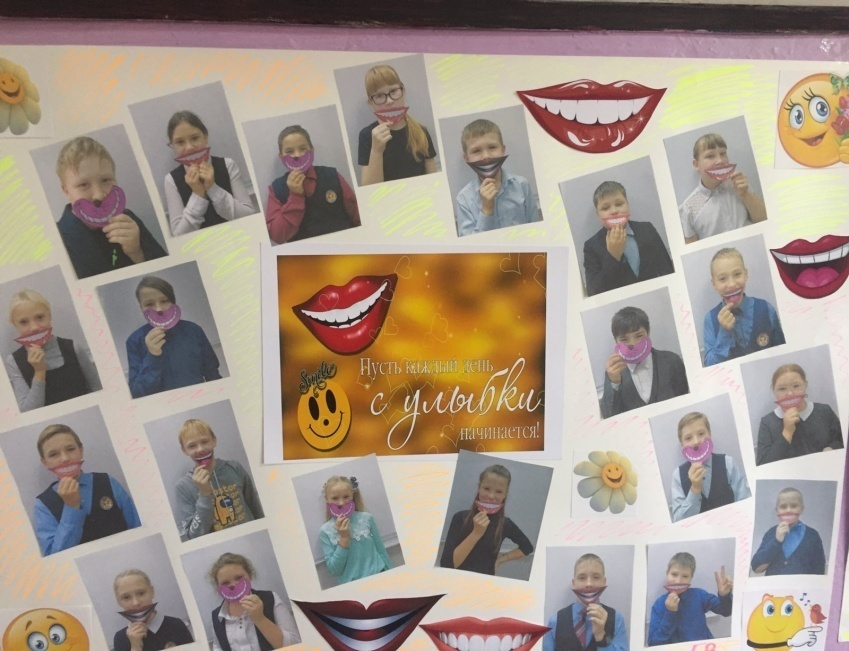 Smile
Пусть каждый день
с улыбки
начинается!